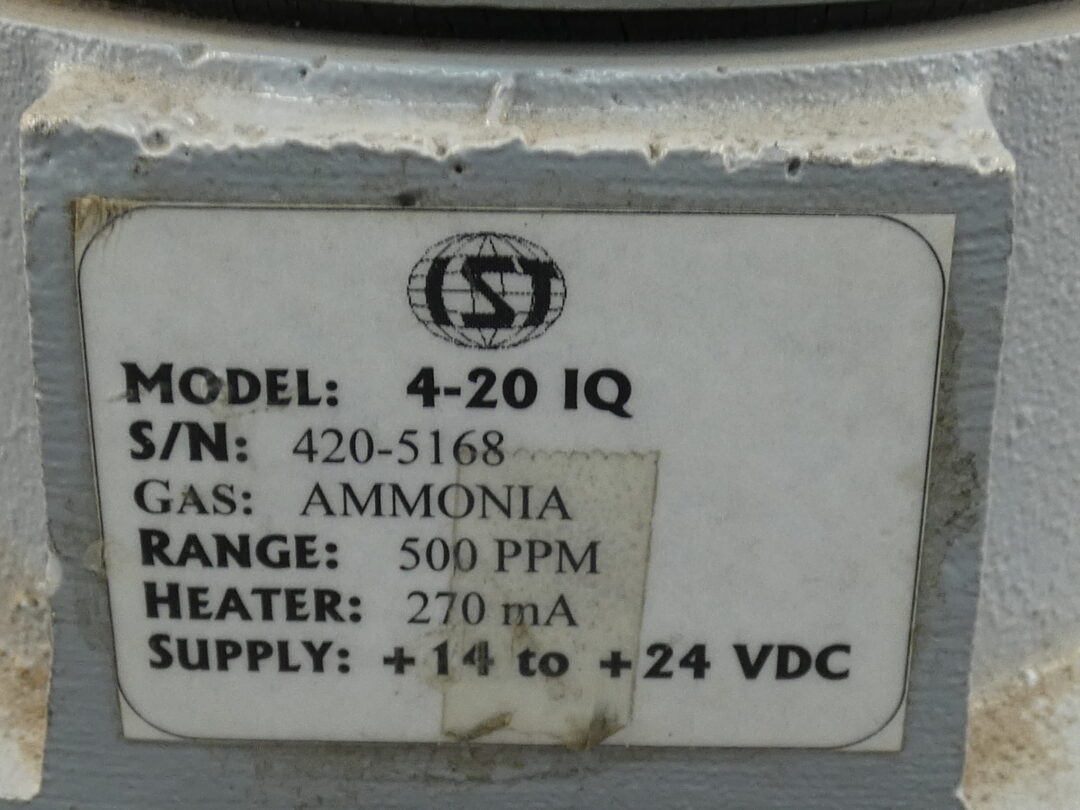 IST
MODEL: 4-20 IQ
S/N: 420-5168
GAS: AMMONIA
RANGE: 500 PPM
HEATER: 270 mA
SUPPLY: +14 to +24 VDC